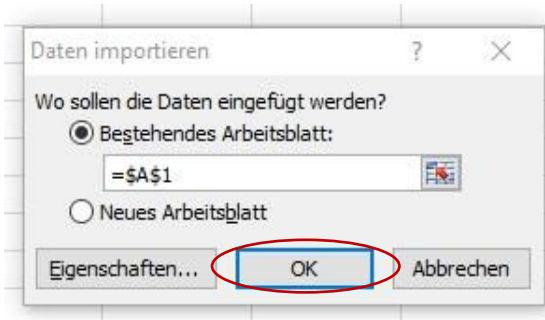 Daten importieren ? ×
Wo sollen die Daten eingefügt werden?
Bestehendes Arbeitsblatt:
=$A$1
Neues Arbeitsblatt
Eigenschaften... OK Abbrechen